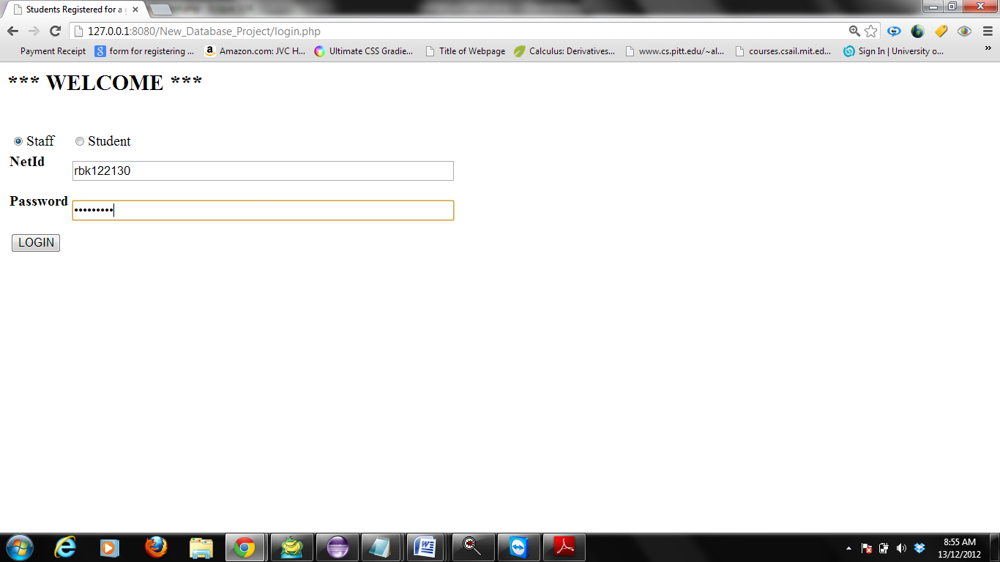 Students Registered for a g
127.0.0.1:8080/New_Database_Project/login.php
Payment Receipt form for registering ... Amazon.com: JVC H... Ultimate CSS Gradie... Title of Webpage Calculus: Derivatives... www.cs.pitt.edu/~al... courses.csail.mit.ed... Sign In | University o... »
*** WELCOME ***
Staff Student
NetId rbk122130
Password •••••••••
LOGIN
8:55 AM
13/12/2012